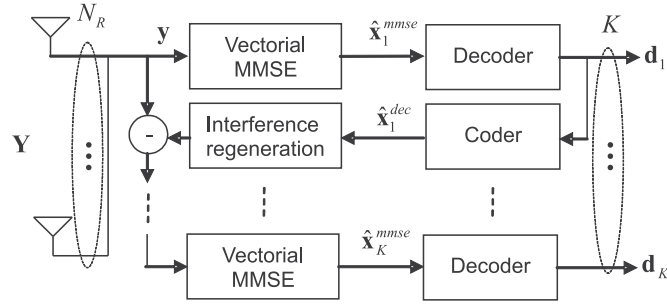 N_R
y
Vectorial
MMSE
x̂_1^{mmse}
Decoder
K
d_1
Y
-
Interference
regeneration
x̂_1^{dec}
Coder
Vectorial
MMSE
x̂_K^{mmse}
Decoder
d_K